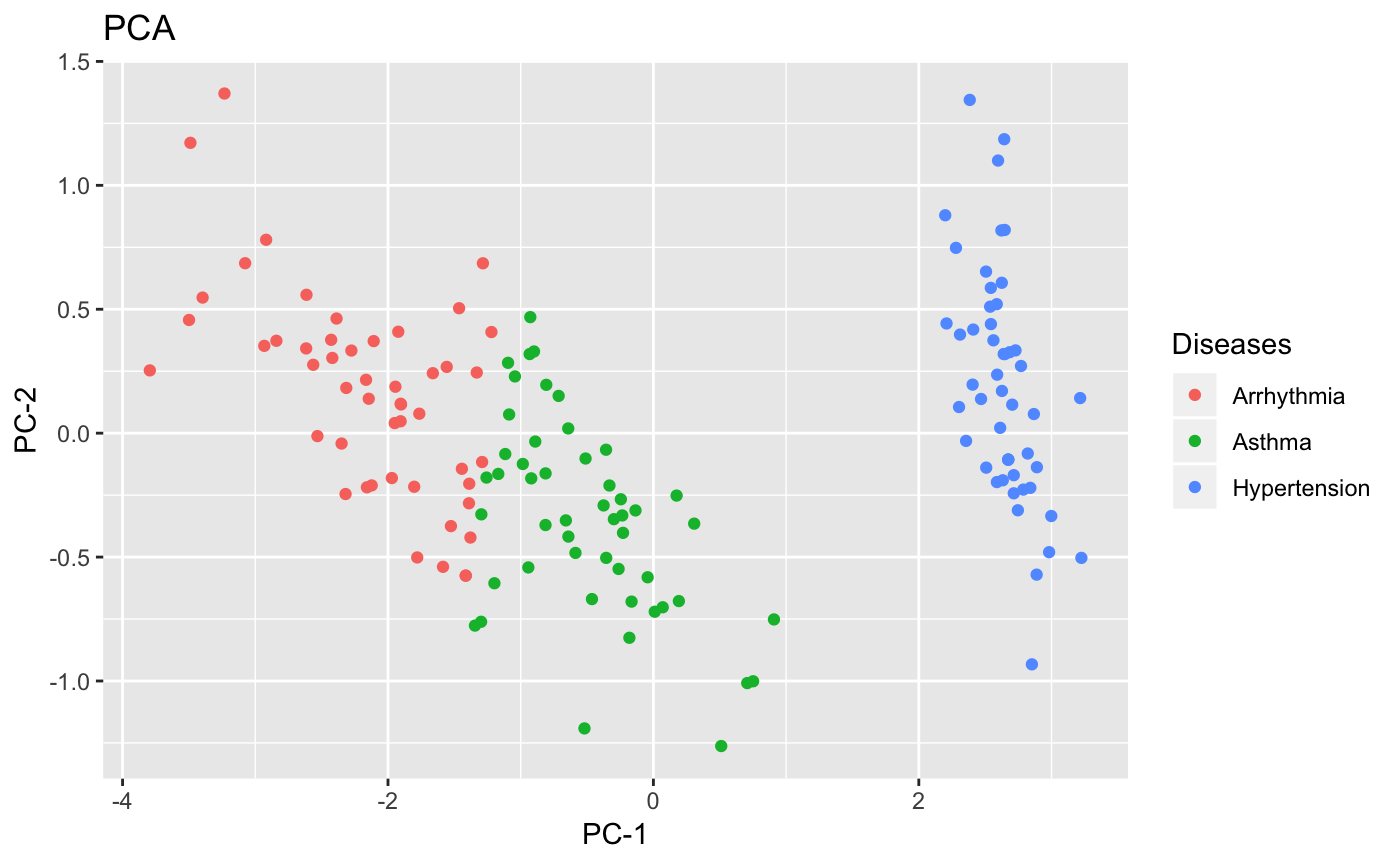 PCA
1.5
1.0
0.5
0.0
-0.5
-1.0
PC-2
-4
-2
0
2
PC-1
Diseases
Arrhythmia
Asthma
Hypertension